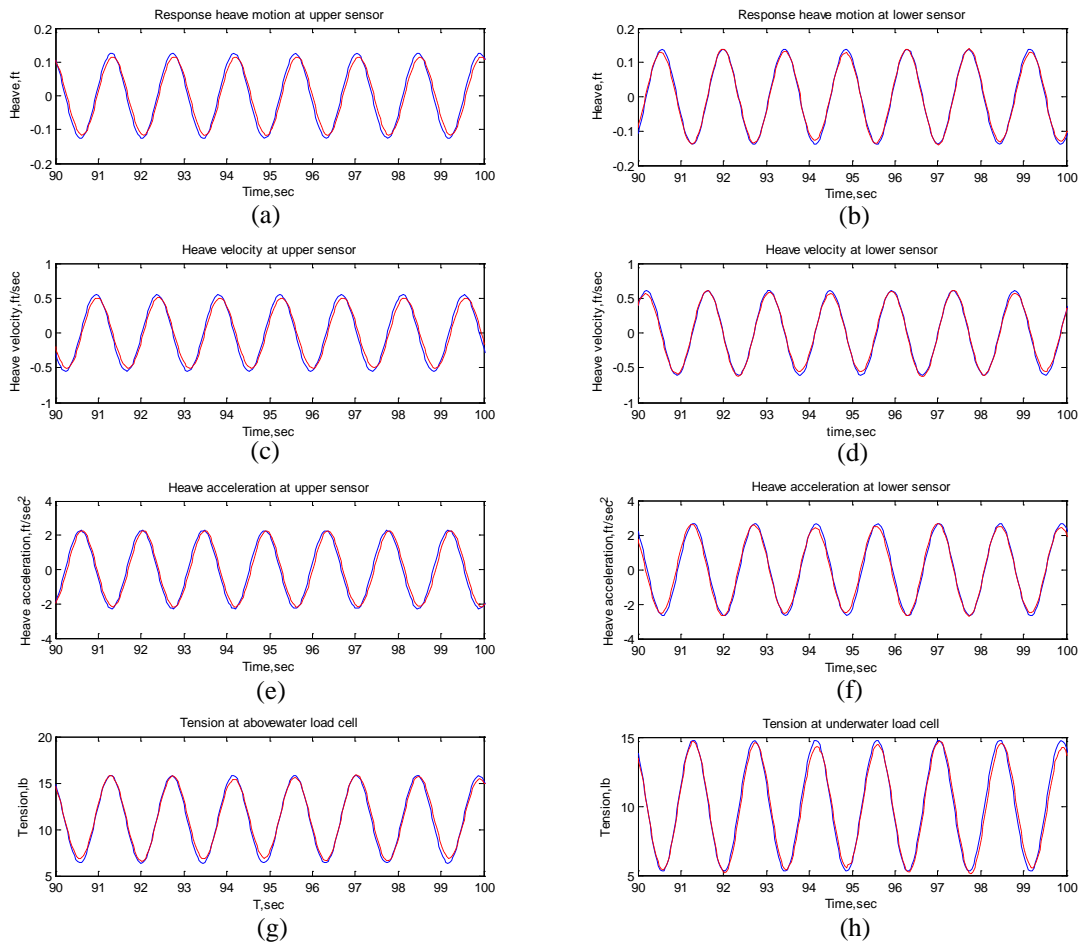 Response heave motion at upper sensor
0.2
0.1
0
-0.1
-0.2
Heave,ft
90 91 92 93 94 95 96 97 98 99 100
Time,sec
(a)
Response heave motion at lower sensor
0.2
0.1
0
-0.1
-0.2
Heave,ft
90 91 92 93 94 95 96 97 98 99 100
Time,sec
(b)
Heave velocity at upper sensor
1
0.5
0
-0.5
-1
Heave velocity,ft/sec
90 91 92 93 94 95 96 97 98 99 100
Time,sec
(c)
Heave velocity at lower sensor
1
0.5
0
-0.5
-1
Heave velocity,ft/sec
90 91 92 93 94 95 96 97 98 99 100
time,sec
(d)
Heave acceleration at upper sensor
4
2
0
-2
-4
Heave acceleration,ft/sec²
90 91 92 93 94 95 96 97 98 99 100
Time,sec
(e)
Heave acceleration at lower sensor
4
2
0
-2
-4
Heave acceleration,ft/sec²
90 91 92 93 94 95 96 97 98 99 100
Time,sec
(f)
Tension at abovewater load cell
20
15
10
5
Tension,lb
90 91 92 93 94 95 96 97 98 99 100
T,sec
(g)
Tension at underwater load cell
15
10
5
Tension,lb
90 91 92 93 94 95 96 97 98 99 100
Time,sec
(h)